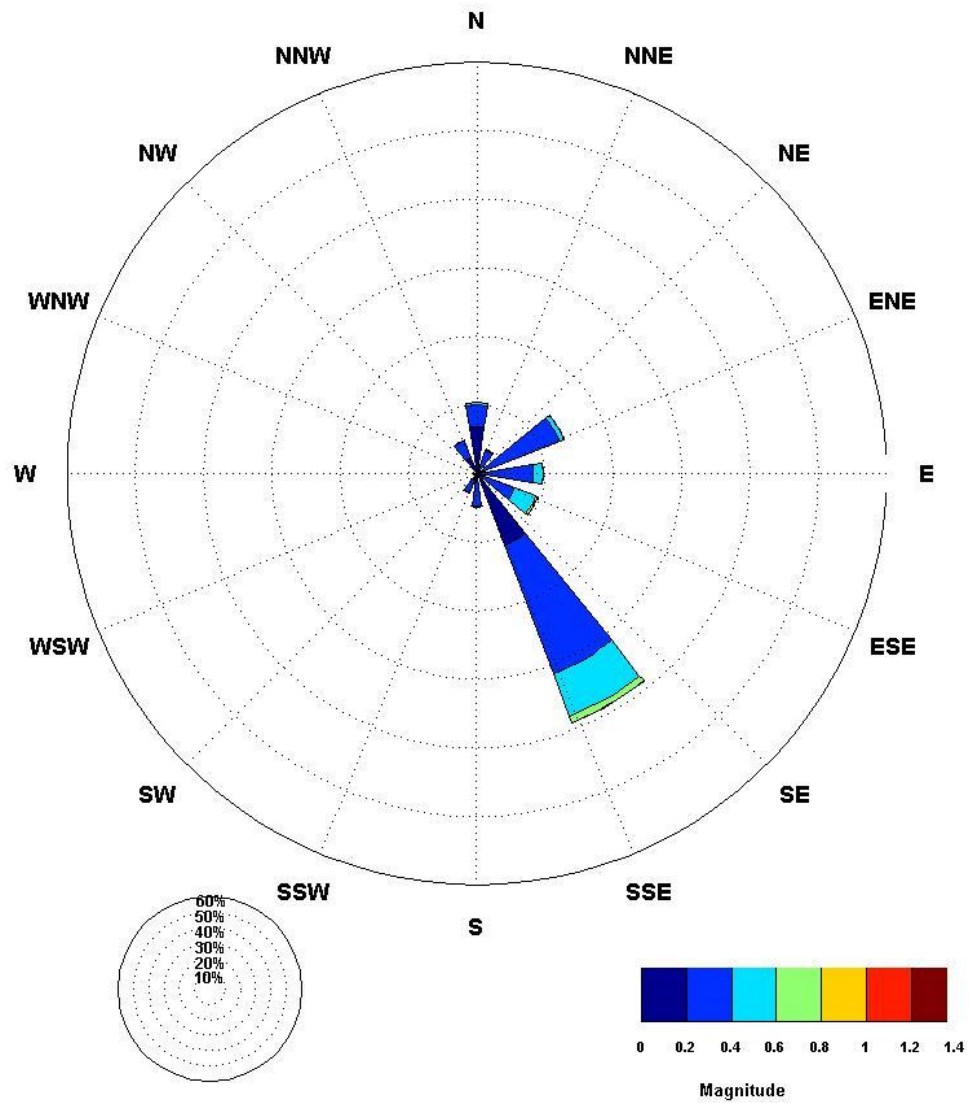 N
NNW NNE
NW NE
WNW ENE
W E
WSW ESE
SW SE
SSW SSE
S
60%
50%
40%
30%
20%
10%
0 0.2 0.4 0.6 0.8 1 1.2 1.4
Magnitude